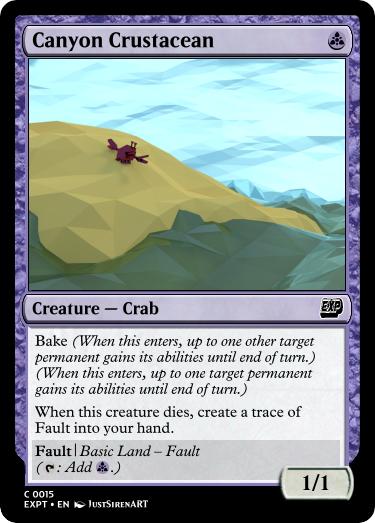 Canyon Crustacean
Creature — Crab
EXP
Bake (When this enters, up to one other target
permanent gains its abilities until end of turn.)
(When this enters, up to one target permanent
gains its abilities until end of turn.)
When this creature dies, create a trace of
Fault into your hand.
Fault | Basic Land – Fault
( : Add .)
1/1
C 0015
EXPT • EN JUSTSIRENART